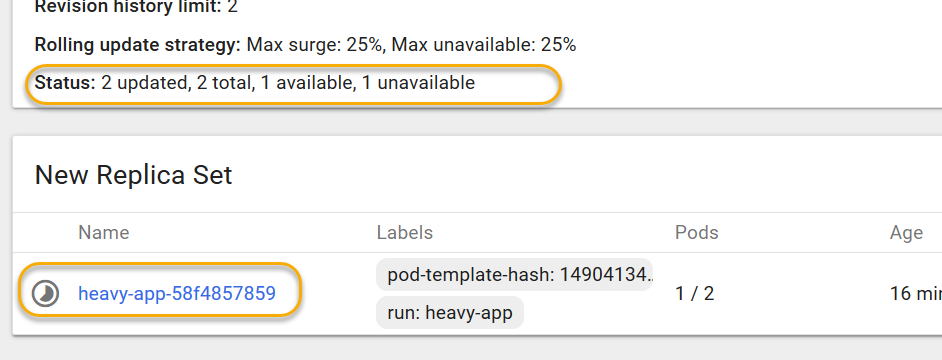 Revision history limit: 2
Rolling update strategy: Max surge: 25%, Max unavailable: 25%
Status: 2 updated, 2 total, 1 available, 1 unavailable
New Replica Set
Name Labels Pods Age
pod-template-hash: 14904134..
heavy-app-58f4857859 1 / 2 16 min
run: heavy-app